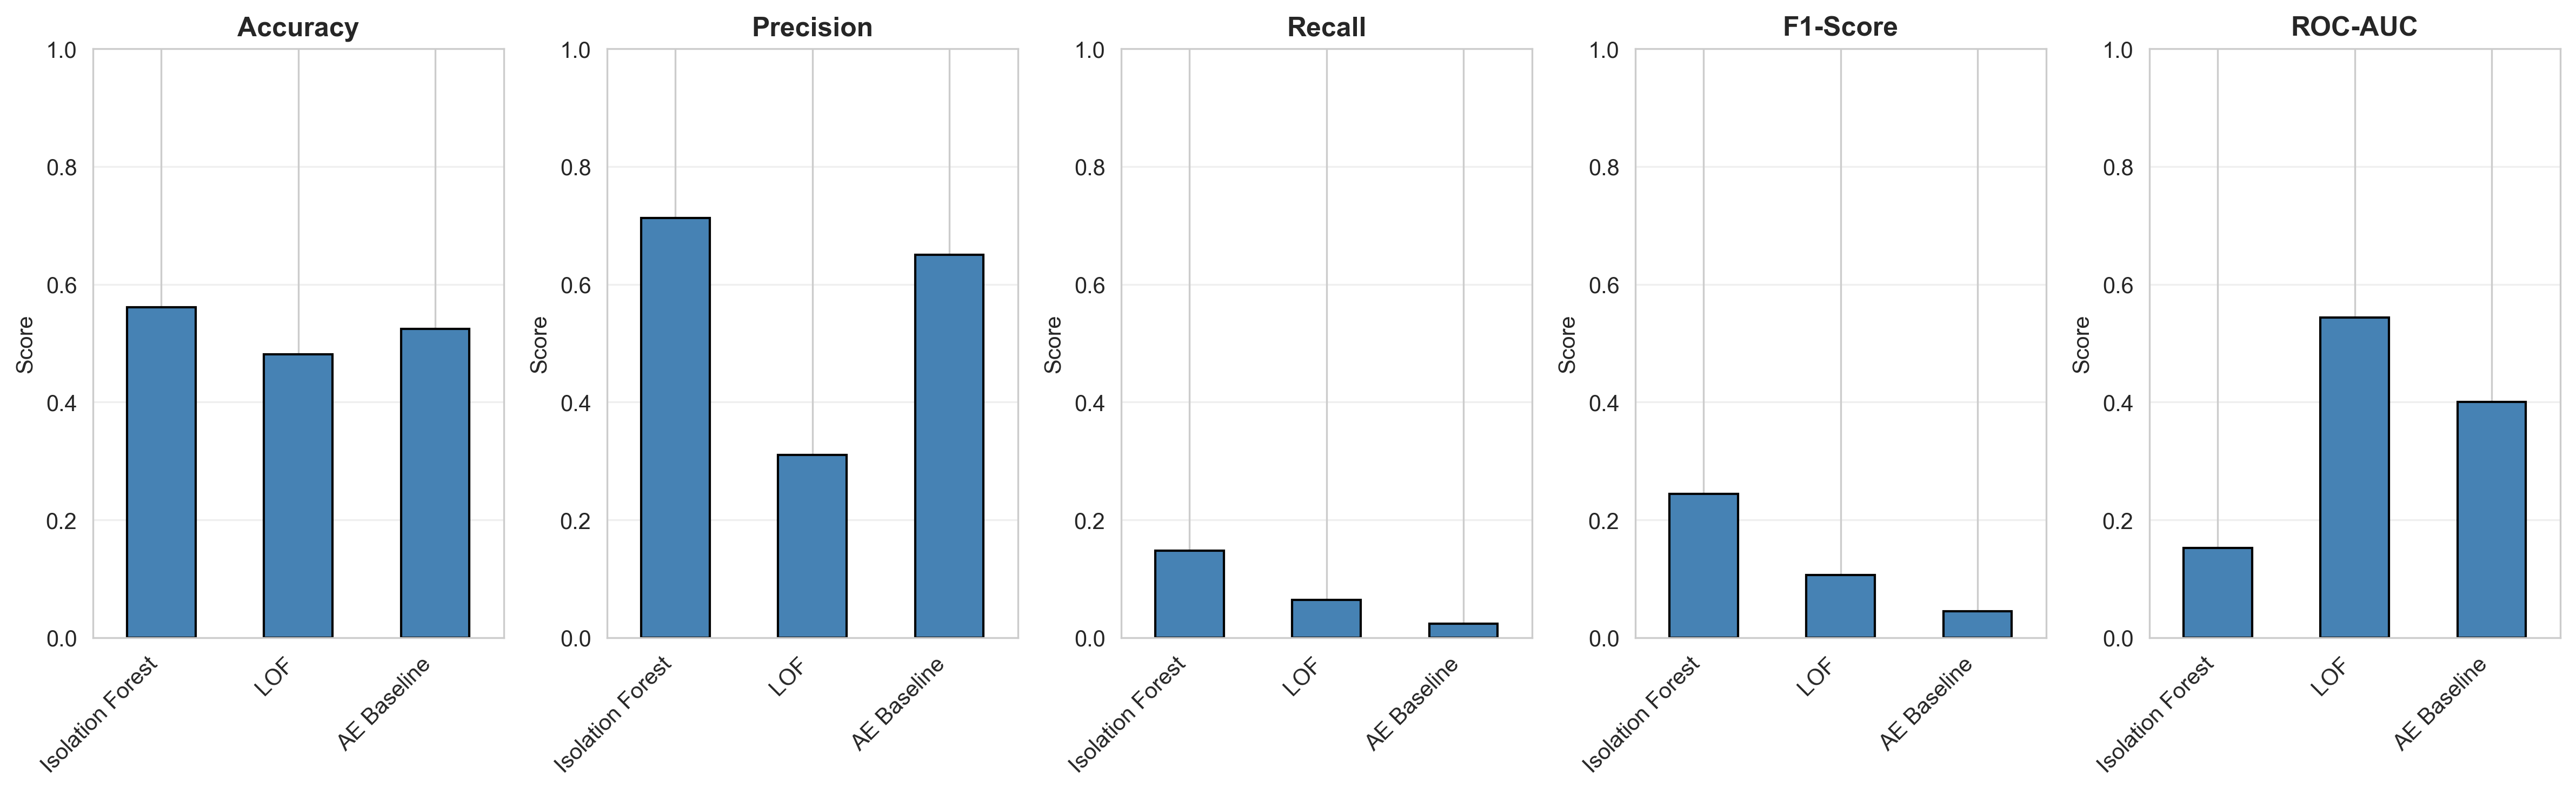 Accuracy
1.0
0.8
0.6
0.4
0.2
0.0
Score
Isolation Forest
LOF
AE Baseline
Precision
1.0
0.8
0.6
0.4
0.2
0.0
Score
Isolation Forest
LOF
AE Baseline
Recall
1.0
0.8
0.6
0.4
0.2
0.0
Score
Isolation Forest
LOF
AE Baseline
F1-Score
1.0
0.8
0.6
0.4
0.2
0.0
Score
Isolation Forest
LOF
AE Baseline
ROC-AUC
1.0
0.8
0.6
0.4
0.2
0.0
Score
Isolation Forest
LOF
AE Baseline